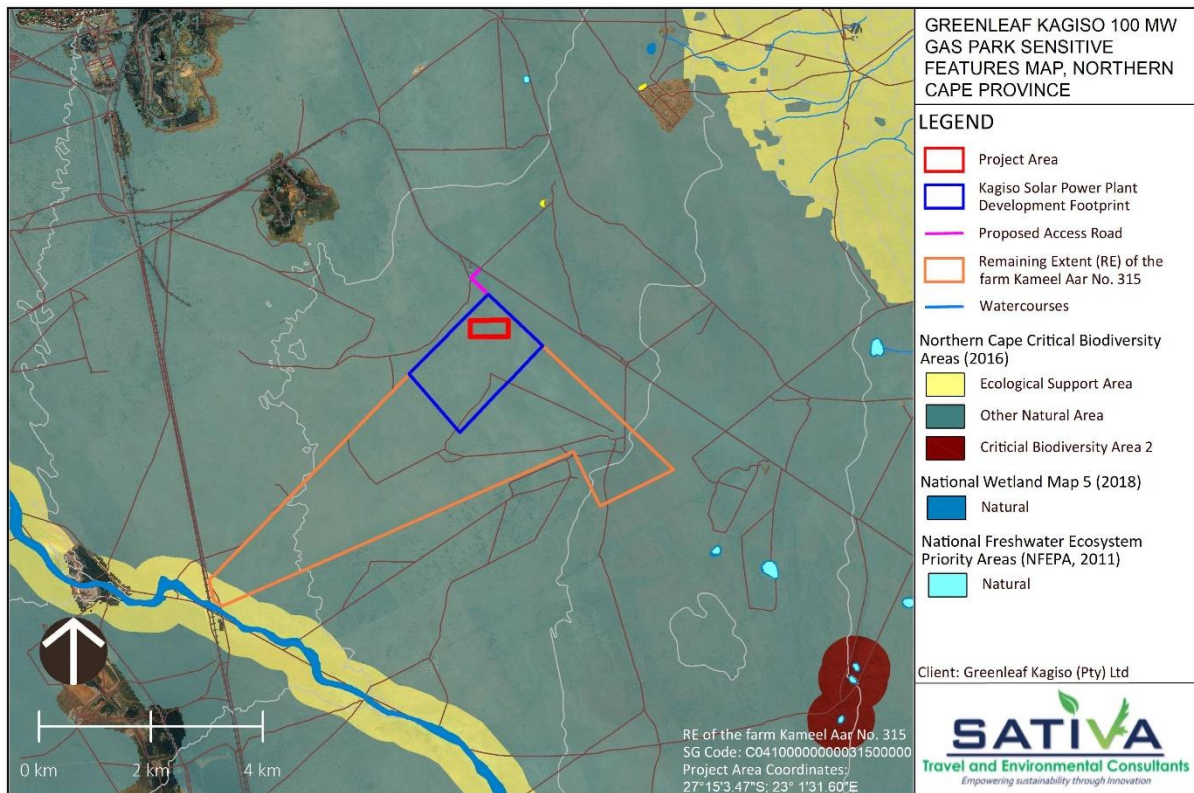 GREENLEAF KAGISO 100 MW
GAS PARK SENSITIVE
FEATURES MAP, NORTHERN
CAPE PROVINCE
LEGEND
Project Area
Kagiso Solar Power Plant
Development Footprint
Proposed Access Road
Remaining Extent (RE) of the
farm Kameel Aar No. 315
Watercourses
Northern Cape Critical Biodiversity
Areas (2016)
Ecological Support Area
Other Natural Area
Criticial Biodiversity Area 2
National Wetland Map 5 (2018)
Natural
National Freshwater Ecosystem
Priority Areas (NFEPA, 2011)
Natural
Client: Greenleaf Kagiso (Pty) Ltd
SATIVA
Travel and Environmental Consultants
Empowering sustainability through Innovation
0 km 2 km 4 km
RE of the farm Kameel Aar No. 315
SG Code: C04100000000031500000
Project Area Coordinates:
27°15'3.47"S; 23° 1'31.60"E